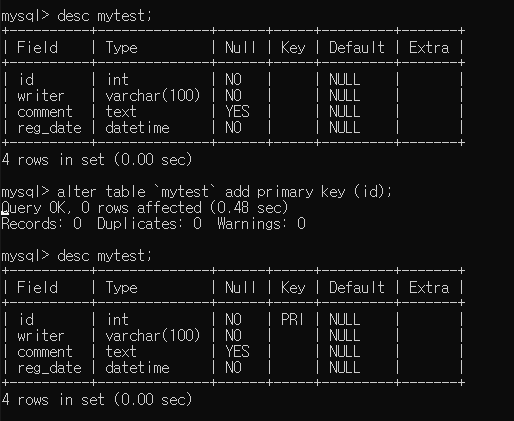 mysql> desc mytest;
+----------+--------------+------+-----+---------+-------+
| Field    | Type         | Null | Key | Default | Extra |
+----------+--------------+------+-----+---------+-------+
| id       | int          | NO   |     | NULL    |       |
| writer   | varchar(100) | NO   |     | NULL    |       |
| comment  | text         | YES  |     | NULL    |       |
| reg_date | datetime     | NO   |     | NULL    |       |
+----------+--------------+------+-----+---------+-------+
4 rows in set (0.00 sec)
mysql> alter table `mytest` add primary key (id);
Query OK, 0 rows affected (0.48 sec)
Records: 0  Duplicates: 0  Warnings: 0
mysql> desc mytest;
+----------+--------------+------+-----+---------+-------+
| Field    | Type         | Null | Key | Default | Extra |
+----------+--------------+------+-----+---------+-------+
| id       | int          | NO   | PRI | NULL    |       |
| writer   | varchar(100) | NO   |     | NULL    |       |
| comment  | text         | YES  |     | NULL    |       |
| reg_date | datetime     | NO   |     | NULL    |       |
+----------+--------------+------+-----+---------+-------+
4 rows in set (0.00 sec)